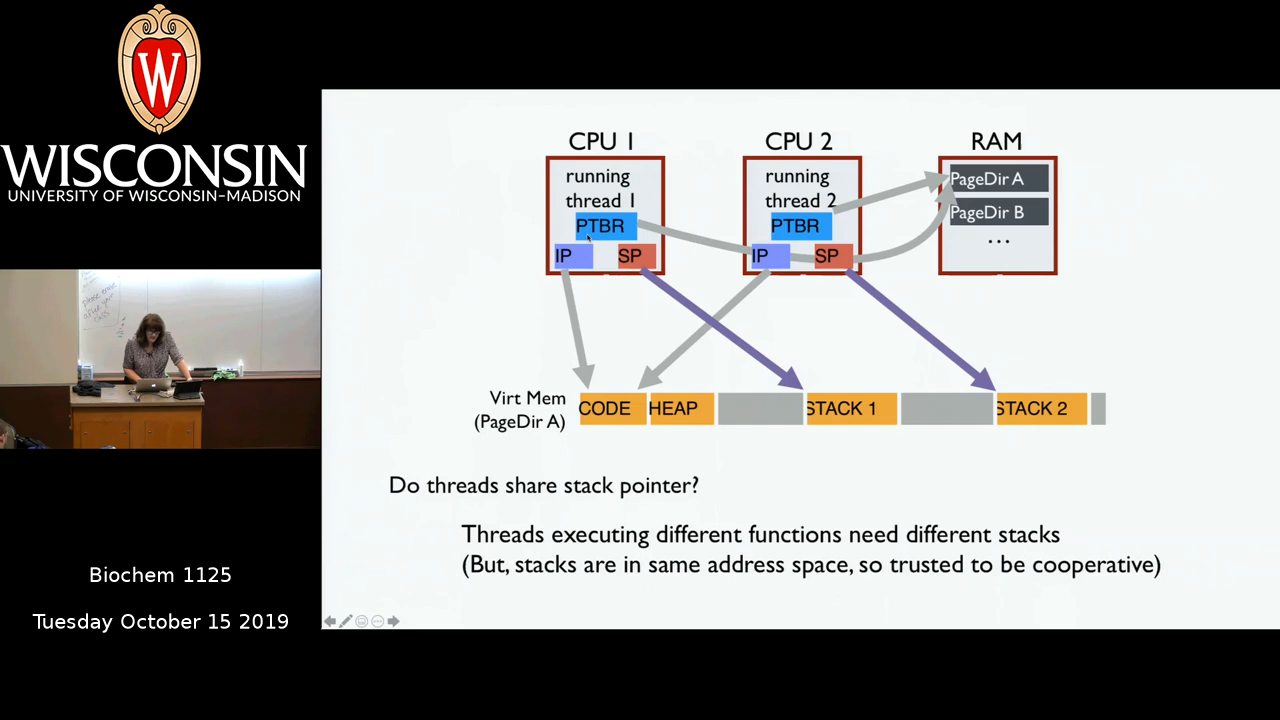 W
WISCONSIN
UNIVERSITY OF WISCONSIN–MADISON
please never
Biochem 1125
Tuesday October 15 2019
CPU 1
CPU 2
RAM
running
thread 1
PTBR
IP
SP
running
thread 2
PTBR
IP
SP
PageDir A
PageDir B
...
Virt Mem
(PageDir A)
CODE
HEAP
STACK 1
STACK 2
Do threads share stack pointer?
Threads executing different functions need different stacks
(But, stacks are in same address space, so trusted to be cooperative)